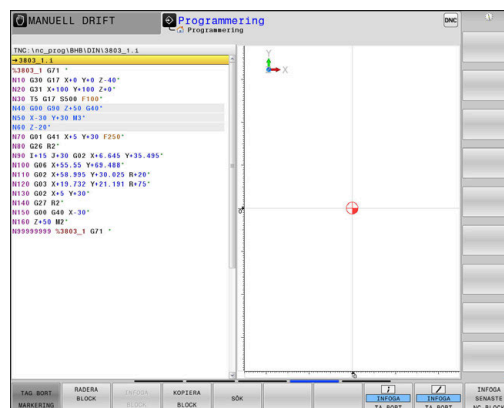 MANUELL DRIFT
Programmering
Programmering
DNC
TNC:\nc_prog\BHB\DIN\3803_1.i
→3803_1.i
%3803_1 G71 *
N10 G30 G17 X+0 Y+0 Z-40*
N20 G31 X+100 Y+100 Z+0*
N30 T5 G17 S500 F100*
N40 G00 G90 Z+50 G40*
N50 X-30 Y+30 M3*
N60 Z-20*
N70 G01 G41 X+5 Y+30 F250*
N80 G26 R2*
N90 I+15 J+30 G02 X+6.645 Y+35.495*
N100 G06 X+55.55 Y+69.488*
N110 G02 X+58.995 Y+30.025 R+20*
N120 G03 X+19.732 Y+21.191 R+75*
N130 G02 X+5 Y+30*
N140 G27 R2*
N150 G00 G40 X-30*
N160 Z+50 M2*
N99999999 %3803_1 G71 *
Y
X
TAG BORT
MARKERING
RADERA
BLOCK
INFOGA
BLOCK
KOPIERA
BLOCK
SÖK
INFOGA
TA BORT
INFOGA
TA BORT
INFOGA
SENASTE
NC BLOCK